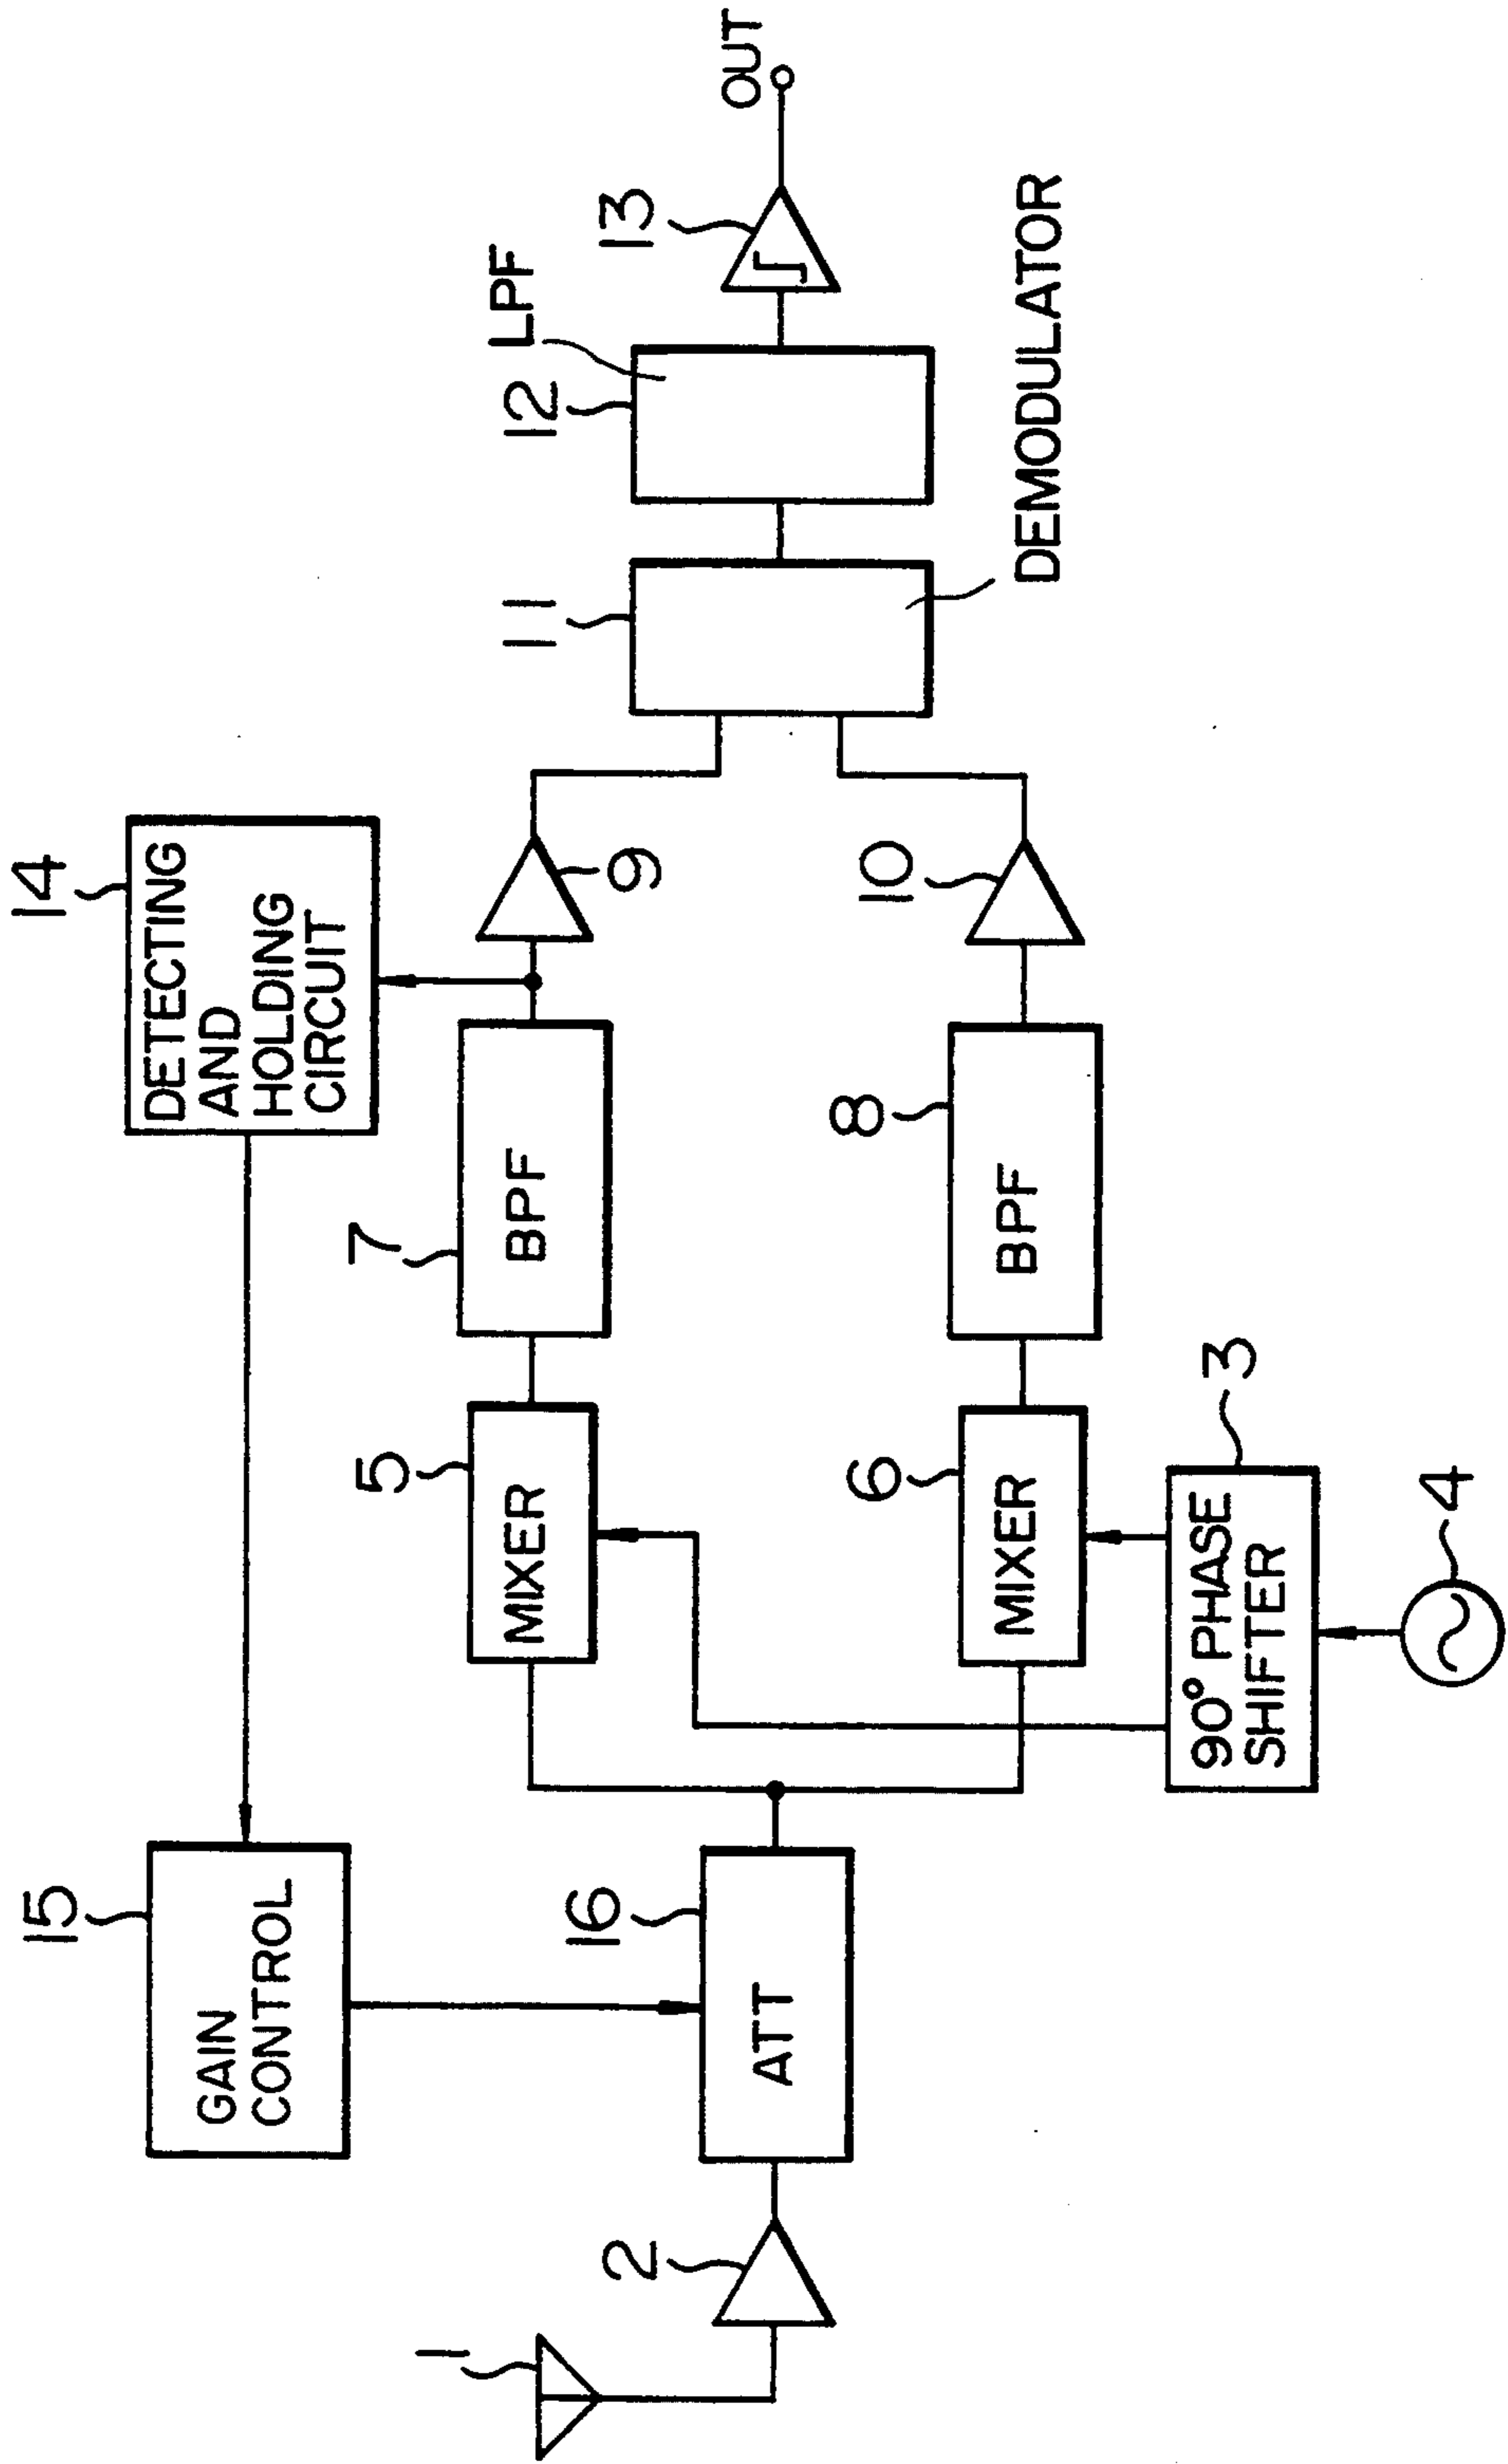 14
DETECTING
AND
HOLDING
CIRCUIT
15
GAIN
CONTROL
1
2
16
ATT
5
MIXER
7
BPF
9
6
MIXER
8
BPF
10
3
90° PHASE
SHIFTER
4
11
DEMODULATOR
12
LPF
13
OUT